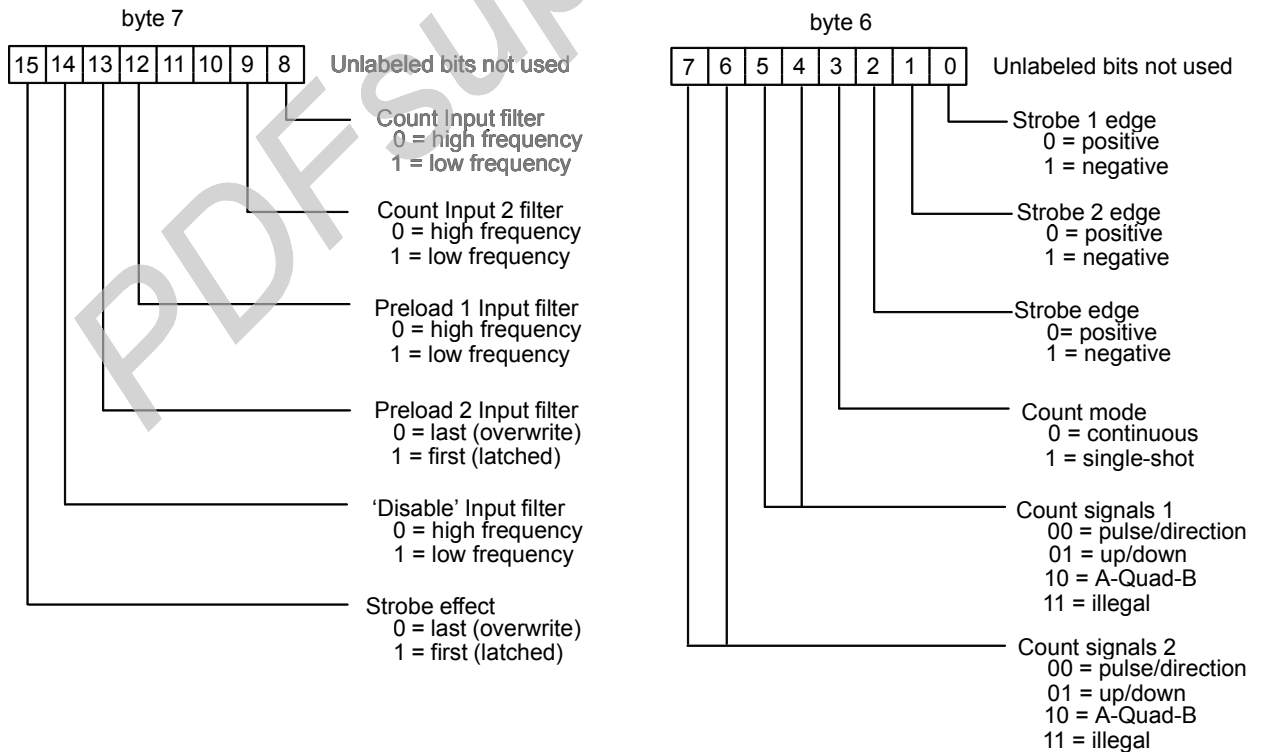 byte 7
15 14 13 12 11 10 9 8 Unlabeled bits not used
Count Input filter
0 = high frequency
1 = low frequency
Count Input 2 filter
0 = high frequency
1 = low frequency
Preload 1 Input filter
0 = high frequency
1 = low frequency
Preload 2 Input filter
0 = last (overwrite)
1 = first (latched)
‘Disable’ Input filter
0 = high frequency
1 = low frequency
Strobe effect
0 = last (overwrite)
1 = first (latched)
byte 6
7 6 5 4 3 2 1 0 Unlabeled bits not used
Strobe 1 edge
0 = positive
1 = negative
Strobe 2 edge
0 = positive
1 = negative
Strobe edge
0= positive
1 = negative
Count mode
0 = continuous
1 = single-shot
Count signals 1
00 = pulse/direction
01 = up/down
10 = A-Quad-B
11 = illegal
Count signals 2
00 = pulse/direction
01 = up/down
10 = A-Quad-B
11 = illegal
PDFsup